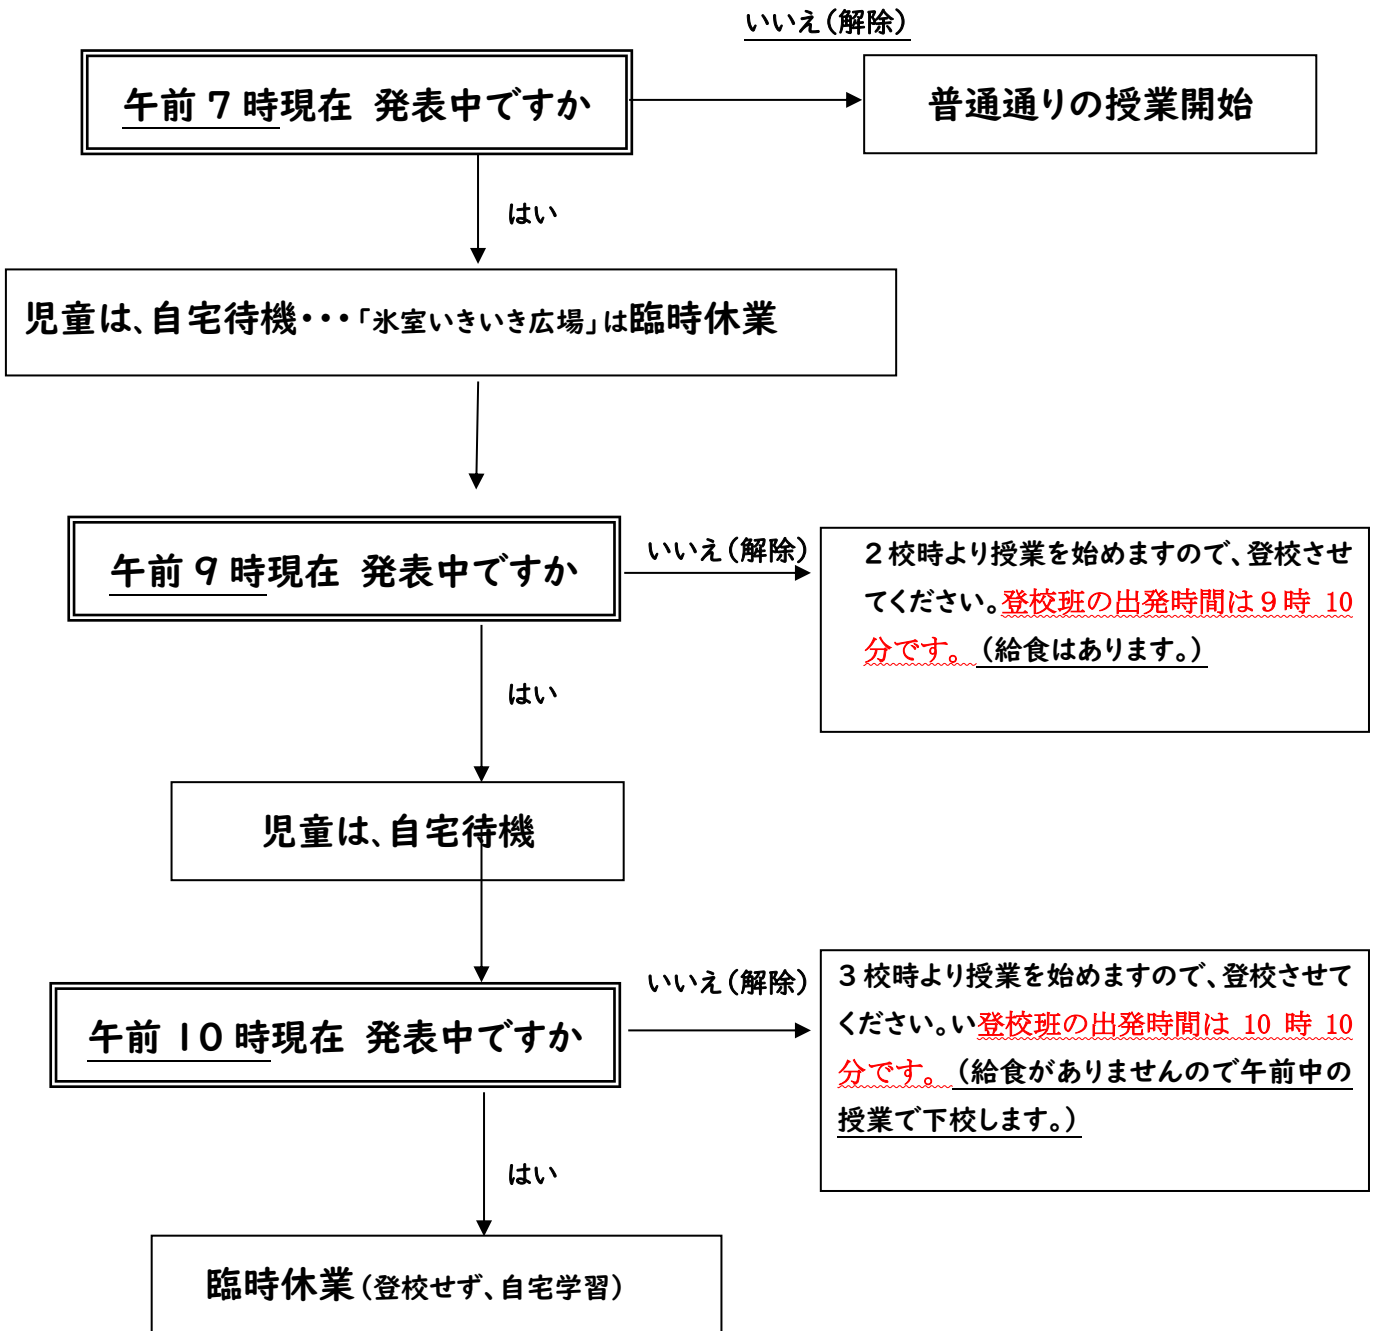 いいえ(解除)
午前7時現在 発表中ですか
普通通りの授業開始
はい
児童は、自宅待機・・・「氷室いきいき広場」は臨時休業
午前9時現在 発表中ですか
いいえ(解除)
2校時より授業を始めますので、登校させ
てください。登校班の出発時間は9時 10
分です。(給食はあります。)
はい
児童は、自宅待機
午前10時現在 発表中ですか
いいえ(解除)
3校時より授業を始めますので、登校させて
ください。い登校班の出発時間は 10 時 10
分です。(給食がありませんので午前中の
授業で下校します。)
はい
臨時休業(登校せず、自宅学習)